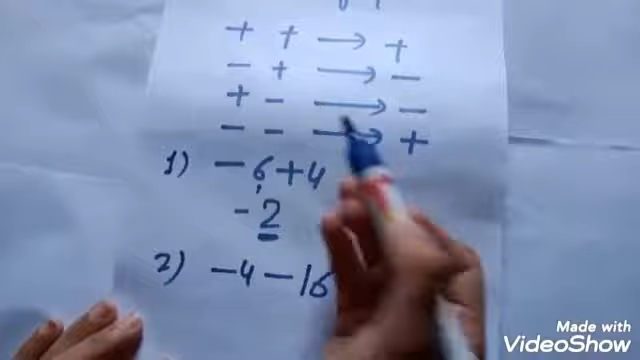 + + → +
- + → -
+ - → -
- - → +
1) - 6 + 4
- 2
2) - 4 - 16
Made with
VideoShow